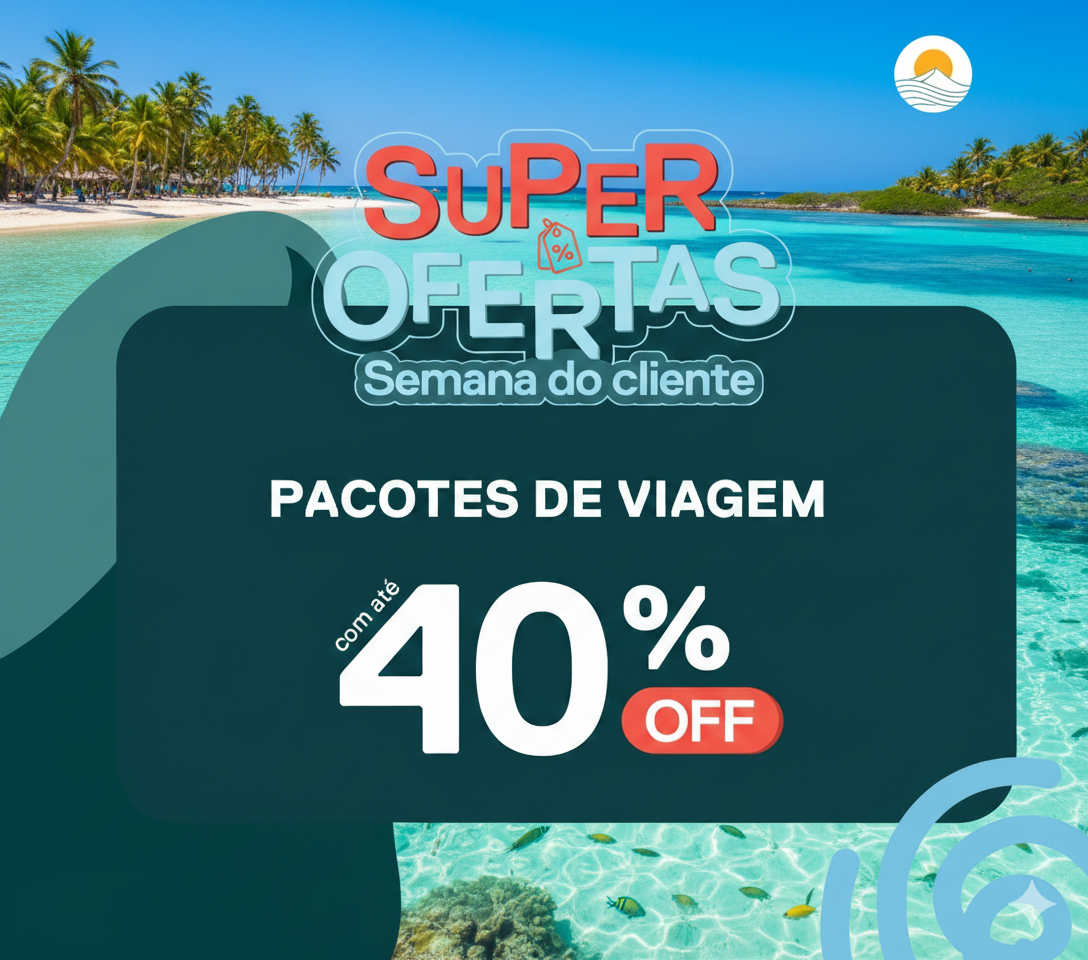 SUPER
OFERTAS
Semana do cliente
PACOTES DE VIAGEM
com até
40%
OFF